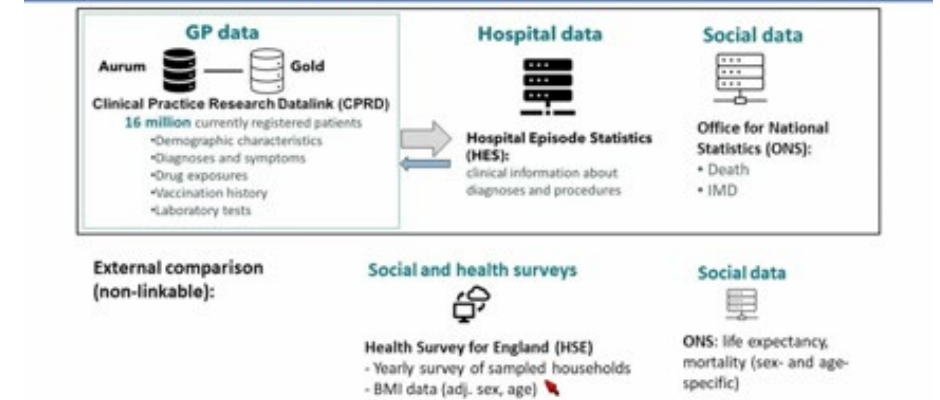 GP data
Aurum
Gold
Clinical Practice Research Datalink (CPRD)
16 million currently registered patients
•Demographic characteristics
•Diagnoses and symptoms
•Drug exposures
•Vaccination history
•Laboratory tests
Hospital data
Hospital Episode Statistics
(HES):
clinical information about
diagnoses and procedures
Social data
Office for National
Statistics (ONS):
• Death
• IMD
External comparison
(non-linkable):
Social and health surveys
Health Survey for England (HSE)
- Yearly survey of sampled households
- BMI data (adj. sex, age)
Social data
ONS: life expectancy,
mortality (sex- and age-
specific)